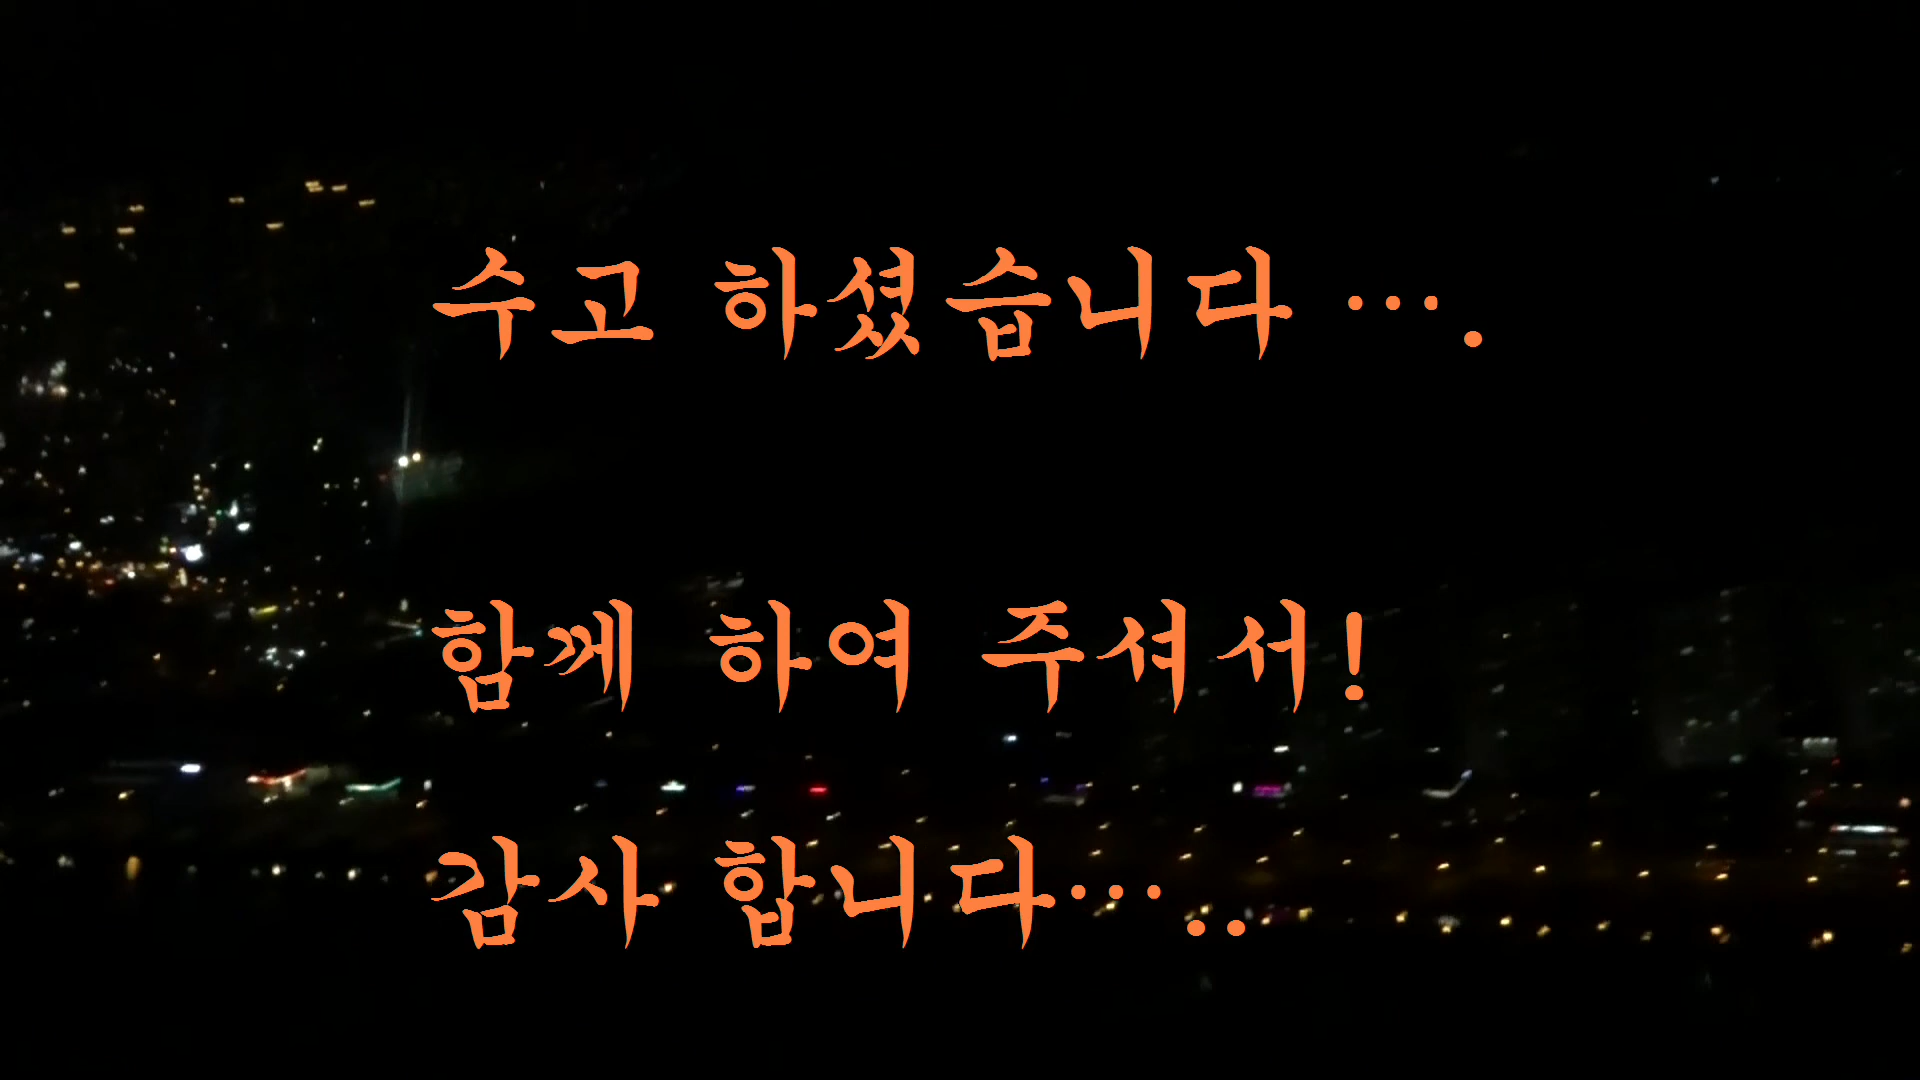 수고 하셨습니다 ….
함께 하여 주셔서!
감사 합니다…..